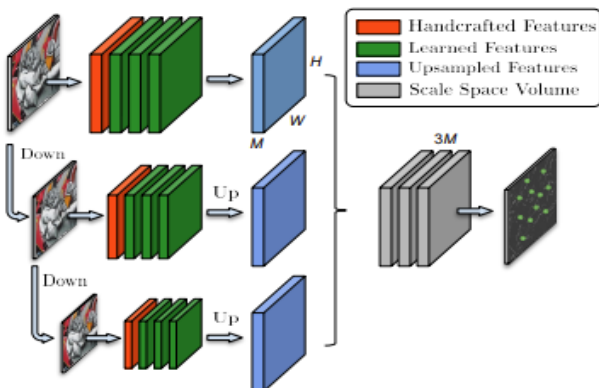 Handcrafted Features
Learned Features
Upsampled Features
Scale Space Volume
H
W
M
Down
Up
3M
Down
Up